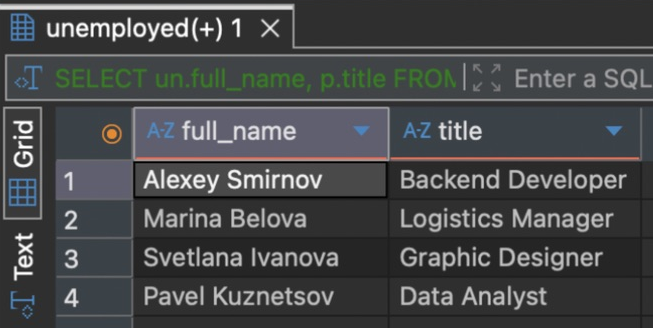 unemployed(+) 1
SELECT un.full_name, p.title FROM Enter a SQL
Grid
Text
A-Z full_name A-Z title
1 Alexey Smirnov Backend Developer
2 Marina Belova Logistics Manager
3 Svetlana Ivanova Graphic Designer
4 Pavel Kuznetsov Data Analyst